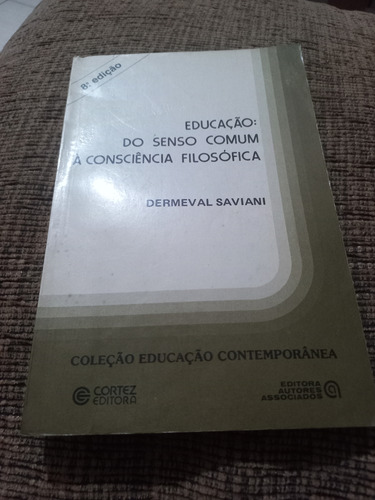 8ª edição
EDUCAÇÃO:
DO SENSO COMUM
À CONSCIÊNCIA FILOSÓFICA
DERMEVAL SAVIANI
COLEÇÃO EDUCAÇÃO CONTEMPORÂNEA
CORTEZ
EDITORA
EDITORA
AUTORES
ASSOCIADOS